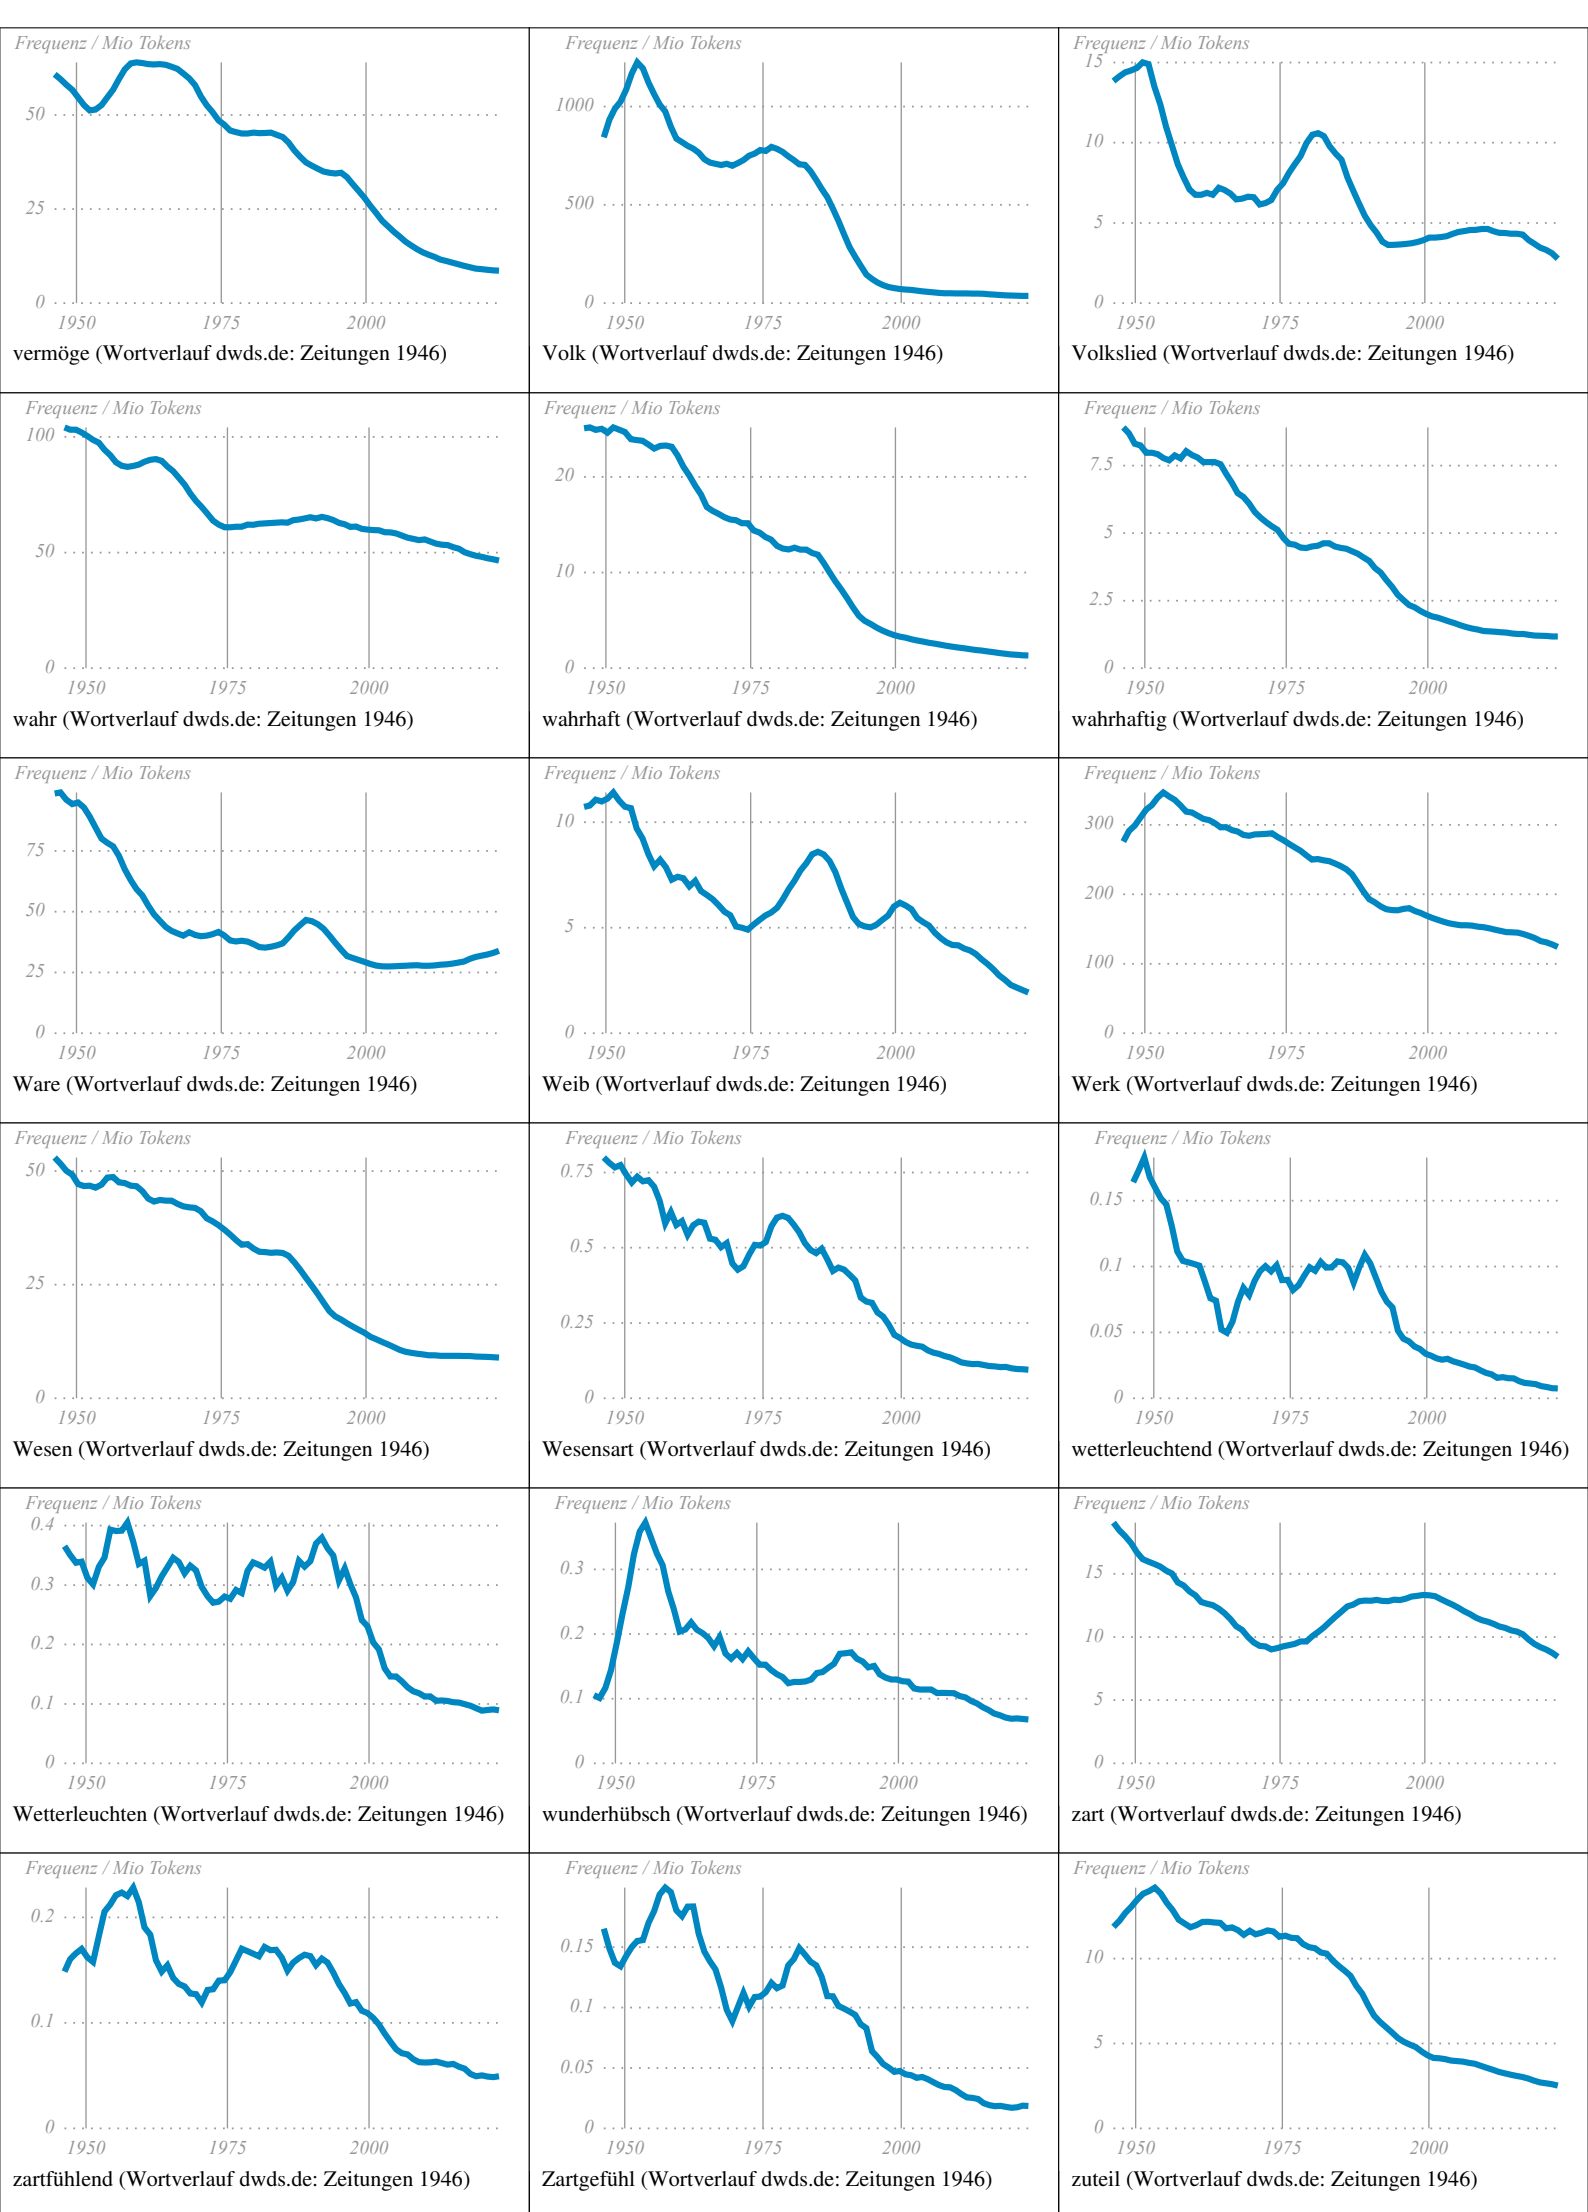 Frequenz / Mio Tokens
50
25
0
1950 1975 2000
vermöge (Wortverlauf dwds.de: Zeitungen 1946)
Frequenz / Mio Tokens
1000
500
0
1950 1975 2000
Volk (Wortverlauf dwds.de: Zeitungen 1946)
Frequenz / Mio Tokens
15
10
5
0
1950 1975 2000
Volkslied (Wortverlauf dwds.de: Zeitungen 1946)
Frequenz / Mio Tokens
100
50
0
1950 1975 2000
wahr (Wortverlauf dwds.de: Zeitungen 1946)
Frequenz / Mio Tokens
20
10
0
1950 1975 2000
wahrhaft (Wortverlauf dwds.de: Zeitungen 1946)
Frequenz / Mio Tokens
7.5
5
2.5
0
1950 1975 2000
wahrhaftig (Wortverlauf dwds.de: Zeitungen 1946)
Frequenz / Mio Tokens
75
50
25
0
1950 1975 2000
Ware (Wortverlauf dwds.de: Zeitungen 1946)
Frequenz / Mio Tokens
10
5
0
1950 1975 2000
Weib (Wortverlauf dwds.de: Zeitungen 1946)
Frequenz / Mio Tokens
300
200
100
0
1950 1975 2000
Werk (Wortverlauf dwds.de: Zeitungen 1946)
Frequenz / Mio Tokens
50
25
0
1950 1975 2000
Wesen (Wortverlauf dwds.de: Zeitungen 1946)
Frequenz / Mio Tokens
0.75
0.5
0.25
0
1950 1975 2000
Wesensart (Wortverlauf dwds.de: Zeitungen 1946)
Frequenz / Mio Tokens
0.15
0.1
0.05
0
1950 1975 2000
wetterleuchtend (Wortverlauf dwds.de: Zeitungen 1946)
Frequenz / Mio Tokens
0.4
0.3
0.2
0.1
0
1950 1975 2000
Wetterleuchten (Wortverlauf dwds.de: Zeitungen 1946)
Frequenz / Mio Tokens
0.3
0.2
0.1
0
1950 1975 2000
wunderhübsch (Wortverlauf dwds.de: Zeitungen 1946)
Frequenz / Mio Tokens
15
10
5
0
1950 1975 2000
zart (Wortverlauf dwds.de: Zeitungen 1946)
Frequenz / Mio Tokens
0.2
0.1
0
1950 1975 2000
zartfühlend (Wortverlauf dwds.de: Zeitungen 1946)
Frequenz / Mio Tokens
0.15
0.1
0.05
0
1950 1975 2000
Zartgefühl (Wortverlauf dwds.de: Zeitungen 1946)
Frequenz / Mio Tokens
10
5
0
1950 1975 2000
zuteil (Wortverlauf dwds.de: Zeitungen 1946)